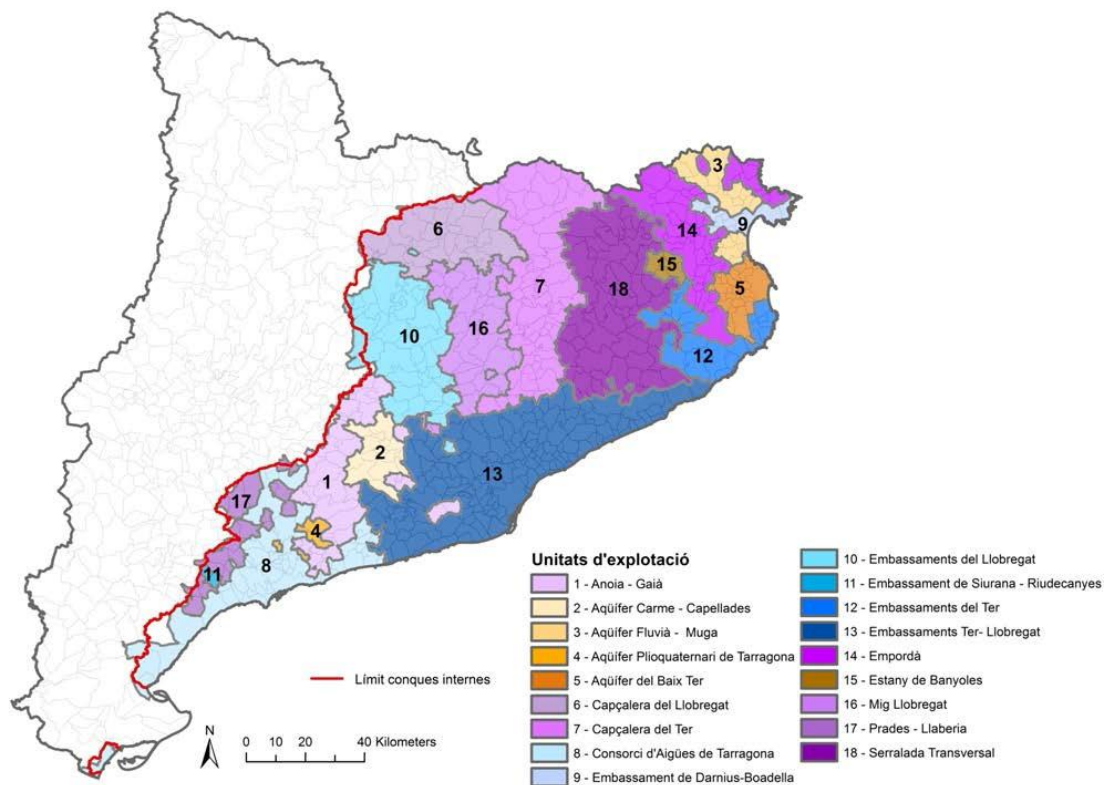 3
9
14
6
15
5
7
18
10
16
12
2
13
1
17
4
8
11
Unitats d'explotació
1 - Anoia - Gaià
2 - Aqüífer Carme - Capellades
3 - Aqüífer Fluvià - Muga
4 - Aqüífer Plioquaternari de Tarragona
5 - Aqüífer del Baix Ter
6 - Capçalera del Llobregat
7 - Capçalera del Ter
8 - Consorci d'Aigües de Tarragona
9 - Embassament de Darnius-Boadella
10 - Embassaments del Llobregat
11 - Embassament de Siurana - Riudecanyes
12 - Embassaments del Ter
13 - Embassaments Ter- Llobregat
14 - Empordà
15 - Estany de Banyoles
16 - Mig Llobregat
17 - Prades - Llaberia
18 - Serralada Transversal
Límit conques internes
N
0 10 20 40 Kilometers